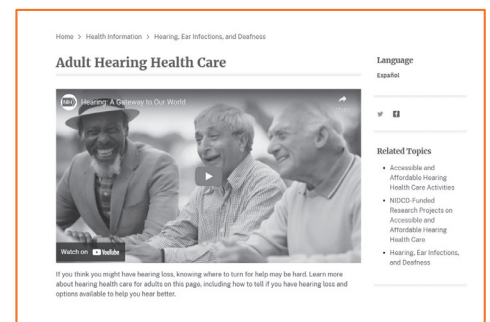 Home > Health Information > Hearing, Ear Infections, and Deafness
Adult Hearing Health Care
NIH
Hearing: A Gateway to Our World
Watch on YouTube
If you think you might have hearing loss, knowing where to turn for help may be hard. Learn more
about hearing health care for adults on this page, including how to tell if you have hearing loss and
options available to help you hear better.
Language
Español
Related Topics
• Accessible and
Affordable Hearing
Health Care Activities
• NIDCD-Funded
Research Projects on
Accessible and
Affordable Hearing
Health Care
• Hearing, Ear Infections,
and Deafness